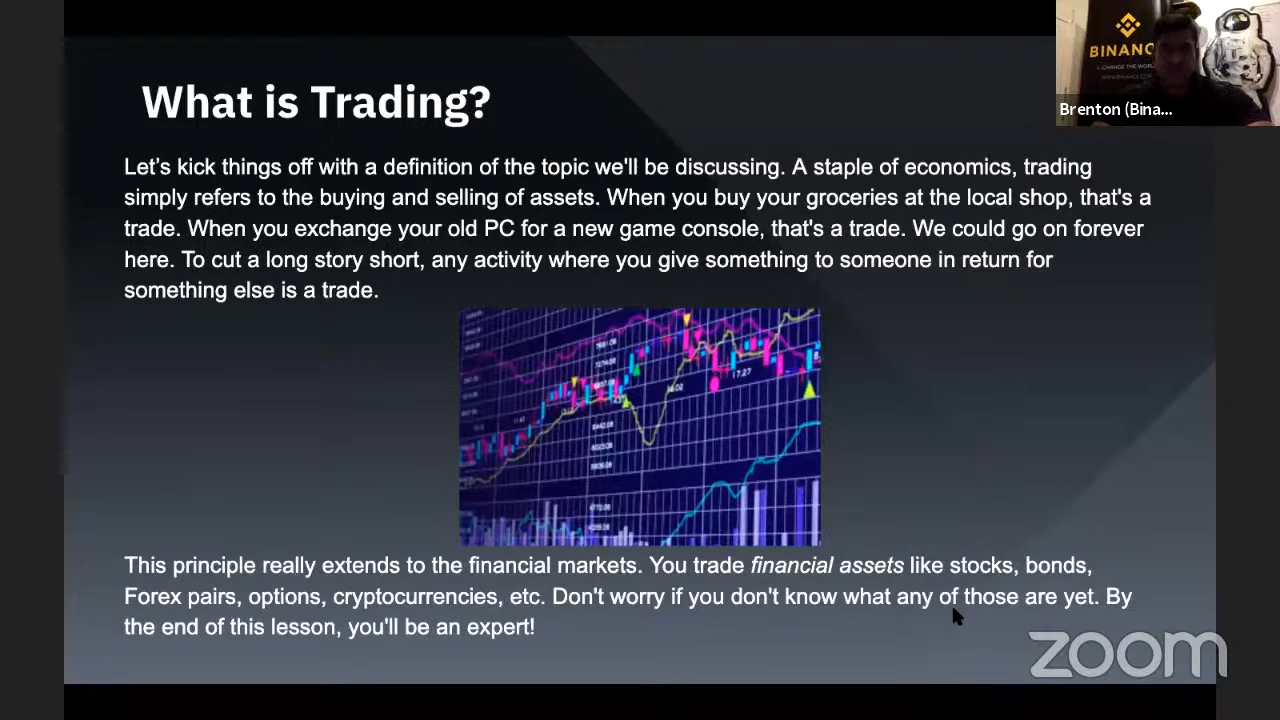 What is Trading?
Let's kick things off with a definition of the topic we'll be discussing. A staple of economics, trading
simply refers to the buying and selling of assets. When you buy your groceries at the local shop, that's a
trade. When you exchange your old PC for a new game console, that's a trade. We could go on forever
here. To cut a long story short, any activity where you give something to someone in return for
something else is a trade.
17.27
This principle really extends to the financial markets. You trade financial assets like stocks, bonds,
Forex pairs, options, cryptocurrencies, etc. Don't worry if you don't know what any of those are yet. By
the end of this lesson, you'll be an expert!
BINANC
Brenton (Bina...
zoom